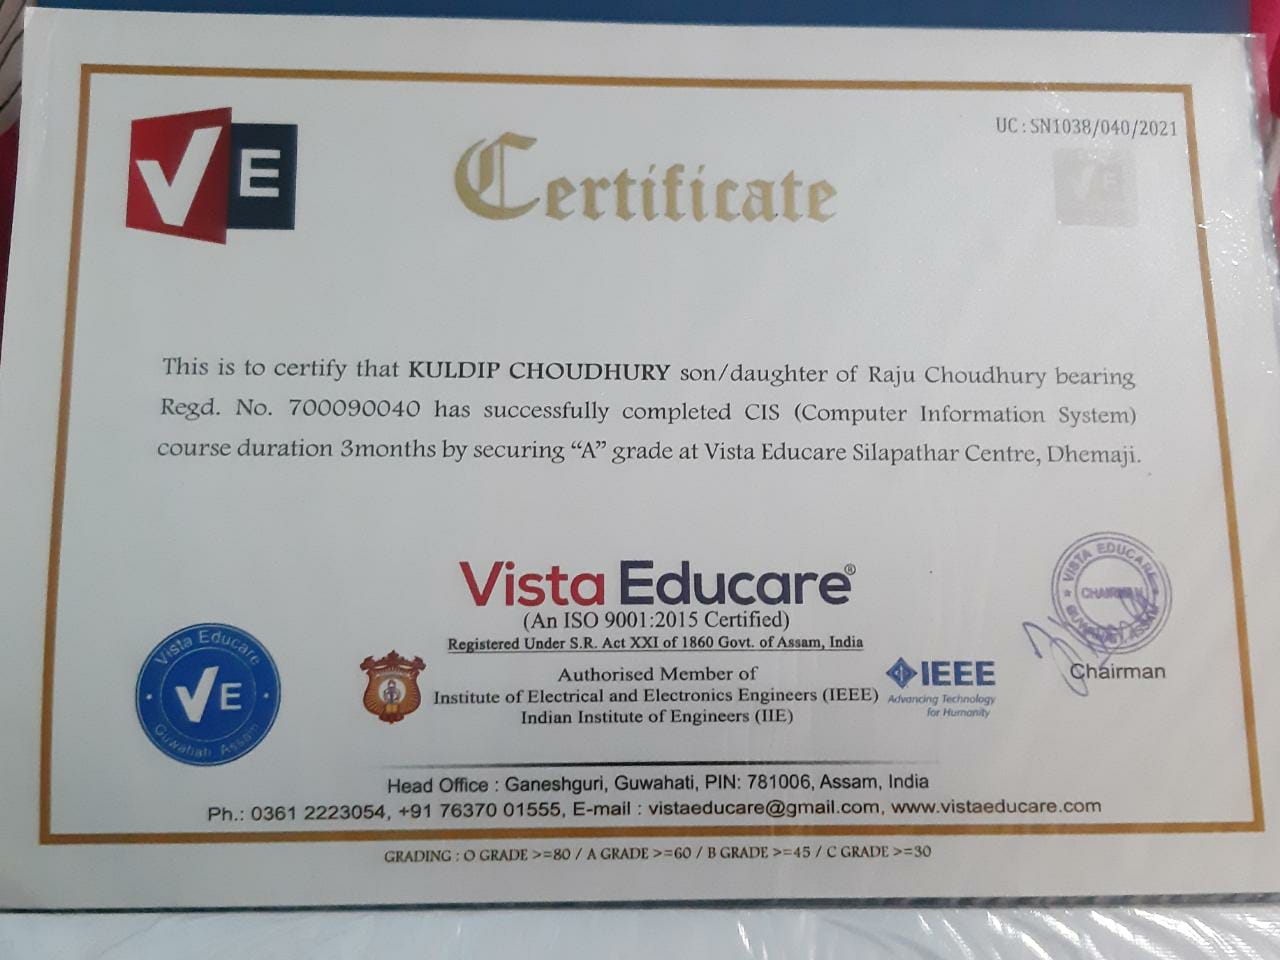 VE
UC : SN1038/040/2021
Certificate
This is to certify that KULDIP CHOUDHURY son/daughter of Raju Choudhury bearing
Regd. No. 700090040 has successfully completed CIS (Computer Information System)
course duration 3months by securing “A” grade at Vista Educare Silapathar Centre, Dhemaji.
Vista Educare®
(An ISO 9001:2015 Certified)
Registered Under S.R. Act XXI of 1860 Govt. of Assam, India
Authorised Member of
Institute of Electrical and Electronics Engineers (IEEE)
Indian Institute of Engineers (IIE)
IEEE
Advancing Technology
for Humanity
Vista Educare
VE
Guwahati Assam
VISTA EDUCARE
CHAIRMAN
GUWAHATI, ASSAM
Chairman
Head Office : Ganeshguri, Guwahati, PIN: 781006, Assam, India
Ph.: 0361 2223054, +91 76370 01555, E-mail : vistaeducare@gmail.com, www.vistaeducare.com
GRADING : O GRADE >=80 / A GRADE >=60 / B GRADE >=45 / C GRADE >=30